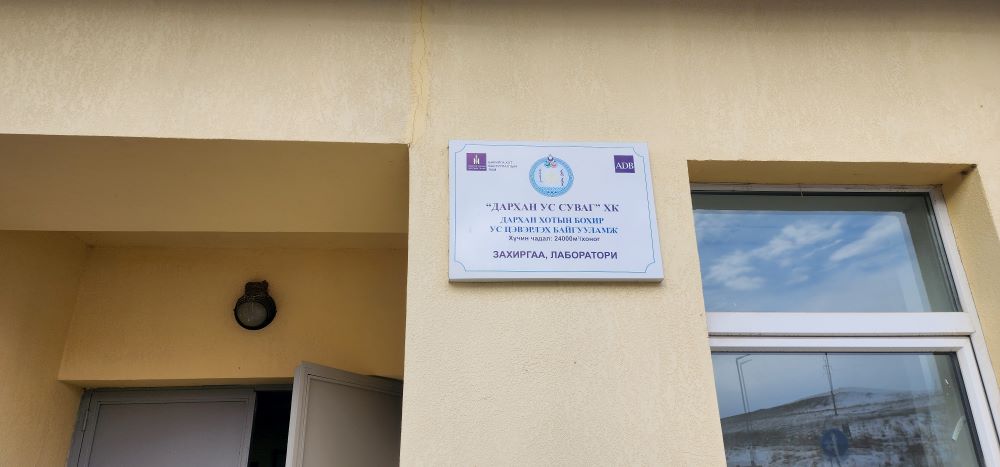 ADB
"ДАРХАН УС СУВАГ" ХК
ДАРХАН ХОТЫН БОХИР
УС ЦЭВЭРЛЭХ БАЙГУУЛАМЖ
Хүчин чадал: 24000м³/хоног
ЗАХИРГАА, ЛАБОРАТОРИ